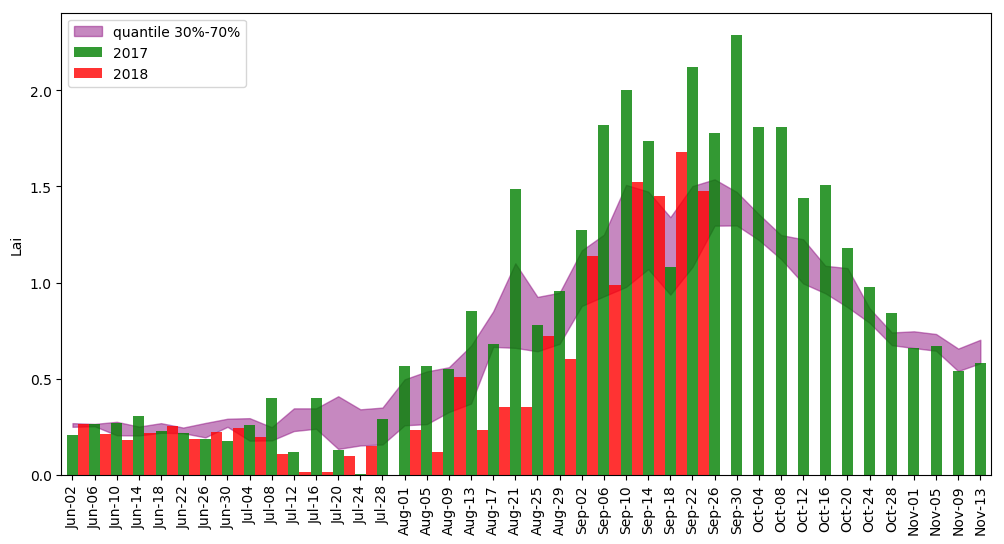 quantile 30%-70%
2017
2018
2.0
1.5
1.0
0.5
0.0
Lai
Jun-02
Jun-06
Jun-10
Jun-14
Jun-18
Jun-22
Jun-26
Jun-30
Jul-04
Jul-08
Jul-12
Jul-16
Jul-20
Jul-24
Jul-28
Aug-01
Aug-05
Aug-09
Aug-13
Aug-17
Aug-21
Aug-25
Aug-29
Sep-02
Sep-06
Sep-10
Sep-14
Sep-18
Sep-22
Sep-26
Sep-30
Oct-04
Oct-08
Oct-12
Oct-16
Oct-20
Oct-24
Oct-28
Nov-01
Nov-05
Nov-09
Nov-13